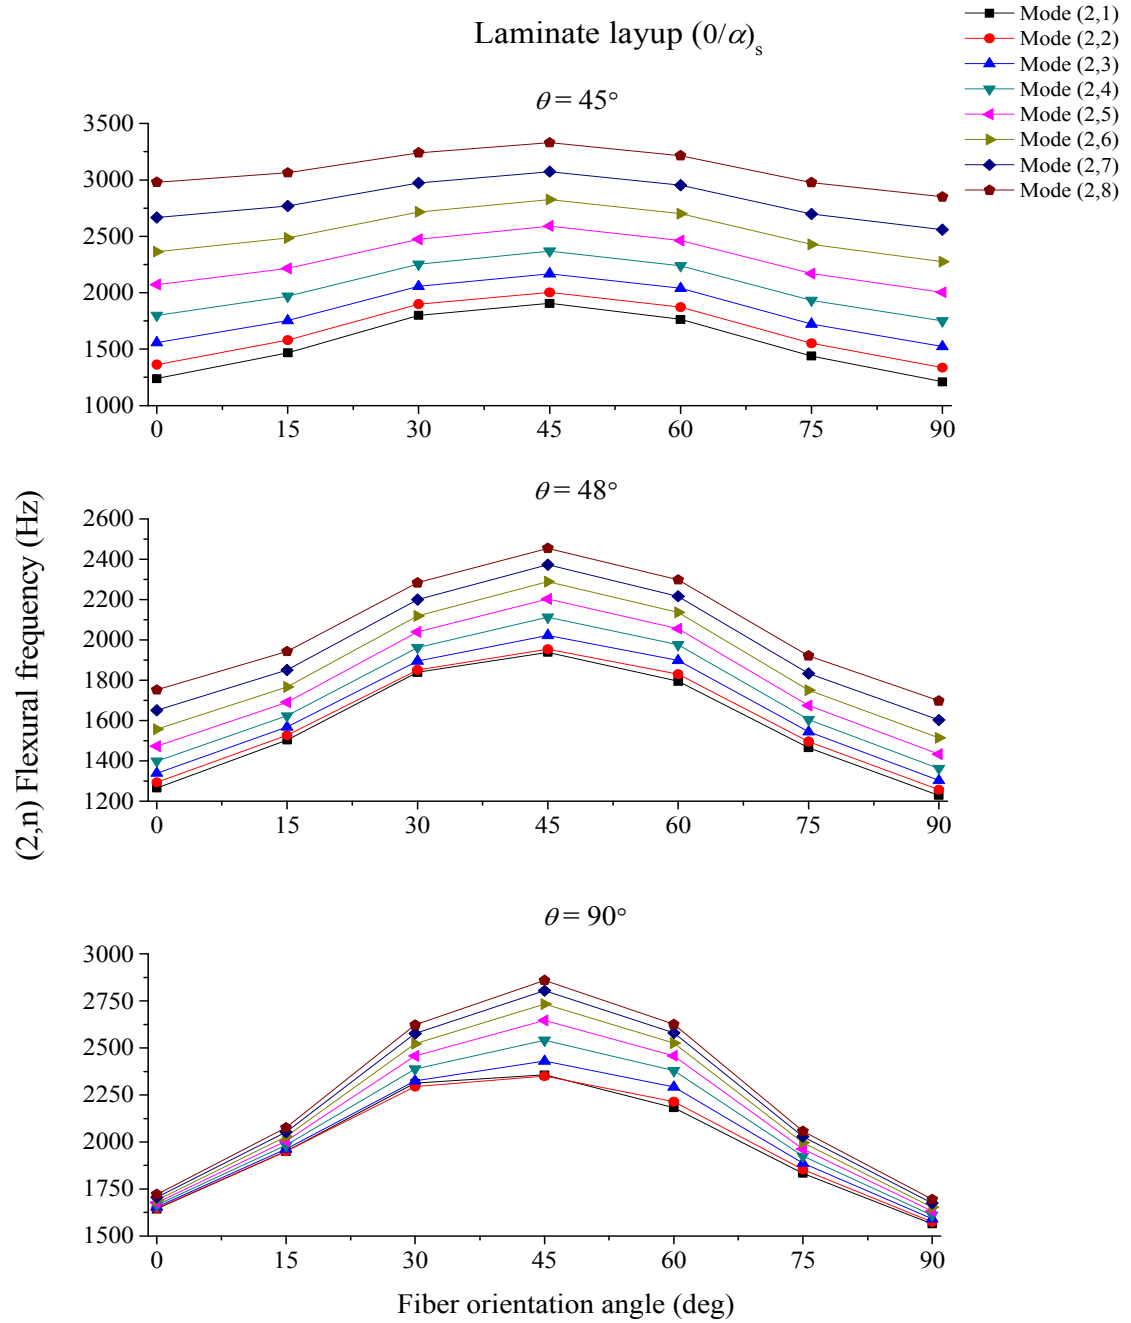 Laminate layup (0/α)s
Mode (2,1)
Mode (2,2)
Mode (2,3)
Mode (2,4)
Mode (2,5)
Mode (2,6)
Mode (2,7)
Mode (2,8)
θ = 45°
3500
3000
2500
2000
1500
1000
0 15 30 45 60 75 90
(2,n) Flexural frequency (Hz)
θ = 48°
2600
2400
2200
2000
1800
1600
1400
1200
0 15 30 45 60 75 90
θ = 90°
3000
2750
2500
2250
2000
1750
1500
0 15 30 45 60 75 90
Fiber orientation angle (deg)